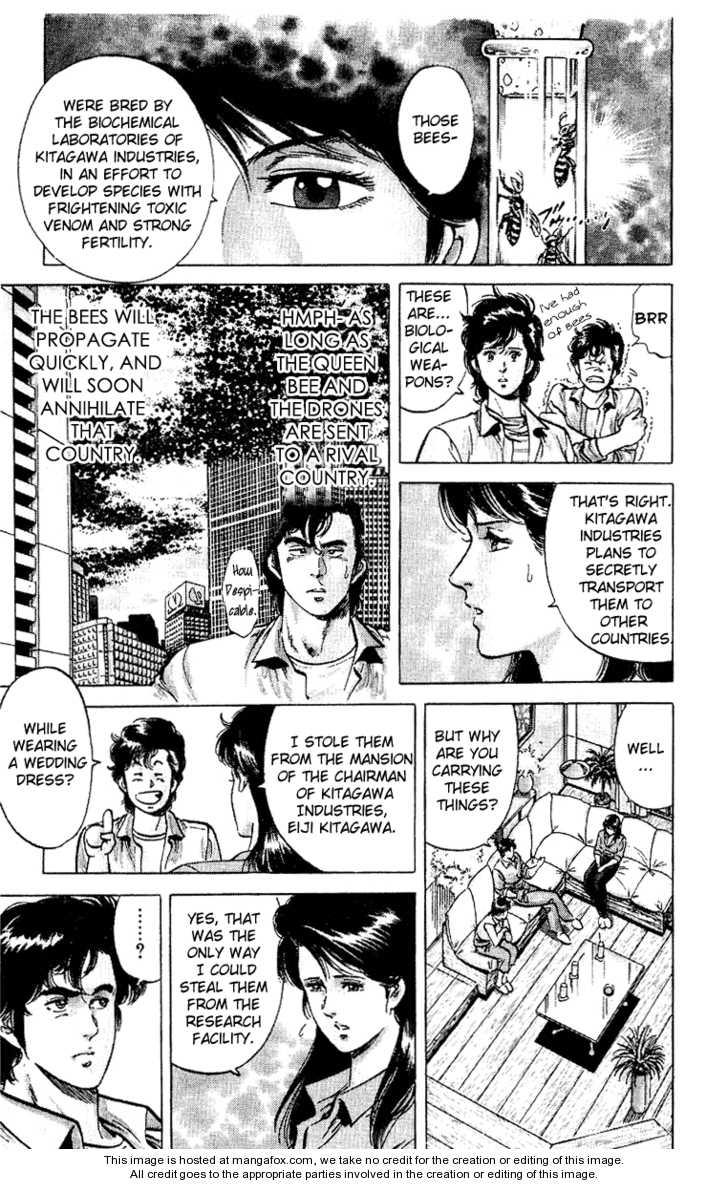 THOSE
BEES-
WERE BRED BY
THE BIOCHEMICAL
LABORATORIES OF
KITAGAWA INDUSTRIES,
IN AN EFFORT TO
DEVELOP SPECIES WITH
FRIGHTENING TOXIC
VENOM AND STRONG
FERTILITY.
ブブ......
BRR
I've had
enough
of Bees
THESE
ARE...
BIOLO-
GICAL
WEA-
PONS?
THAT'S RIGHT.
KITAGAWA
INDUSTRIES
PLANS TO
SECRETLY
TRANSPORT
THEM TO
OTHER
COUNTRIES.
HMPH- AS
LONG AS
THE QUEEN
BEE AND
THE DRONES
ARE SENT
TO A RIVAL
COUNTRY.
THE BEES WILL
PROPAGATE
QUICKLY, AND
WILL SOON
ANNIHILATE
THAT
COUNTRY.
How
Despi-
cable.
WELL
...
BUT WHY
ARE YOU
CARRYING
THESE
THINGS?
I STOLE THEM
FROM THE MANSION
OF THE CHAIRMAN
OF KITAGAWA
INDUSTRIES,
EIJI KITAGAWA.
WHILE
WEARING
A WEDDING
DRESS?
YES, THAT
WAS THE
ONLY WAY
I COULD
STEAL THEM
FROM THE
RESEARCH
FACILITY.
......?
This image is hosted at mangafox.com, we take no credit for the creation or editing of this image.
All credit goes to the appropriate parties involved in the creation or editing of this image.